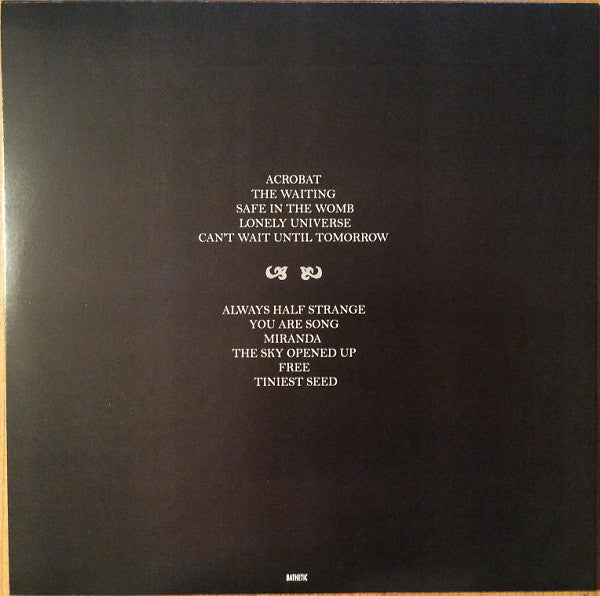 ACROBAT
THE WAITING
SAFE IN THE WOMB
LONELY UNIVERSE
CAN'T WAIT UNTIL TOMORROW
ALWAYS HALF STRANGE
YOU ARE SONG
MIRANDA
THE SKY OPENED UP
FREE
TINIEST SEED
BATHETIC